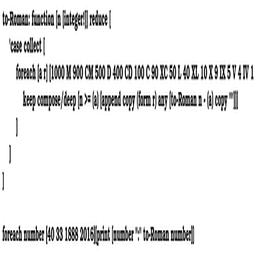 to-Roman: function [n [integer!]] reduce [
'case collect [
foreach [a r] [1000 M 900 CM 500 D 400 CD 100 C 90 XC 50 L 40 XL 10 X 9 IX 5 V 4 IV 1
keep compose/deep [n >= (a) [append copy (form r) any [to-Roman n - (a) copy ""]]]
]
]
]
foreach number [40 33 1888 2016][print [number ":" to-Roman number]]